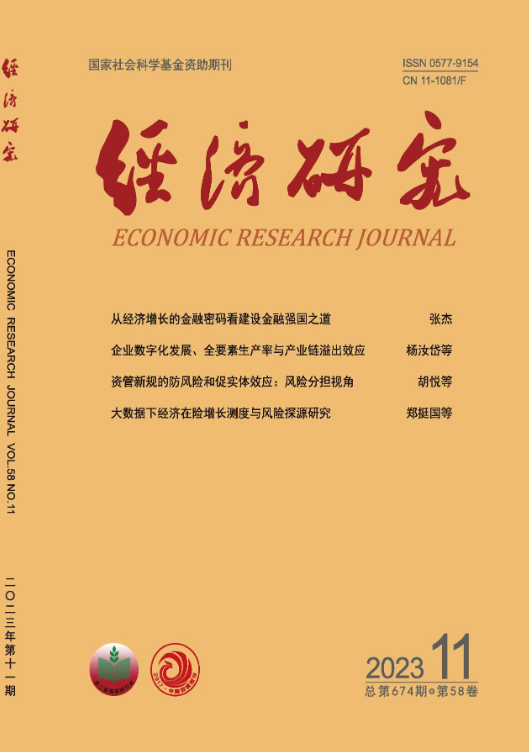 国家社会科学基金资助期刊
ISSN 0577-9154
CN 11-1081/F
經济研究
ECONOMIC RESEARCH JOURNAL
从经济增长的金融密码看建设金融强国之道 张杰
企业数字化发展、全要素生产率与产业链溢出效应 杨汝岱等
资管新规的防风险和促实体效应：风险分担视角 胡悦等
大数据下经济在险增长测度与风险探源研究 郑挺国等
2023 11
总第674期•第58卷
經济研究
ECONOMIC RESEARCH JOURNAL VOL.58 NO.11
二〇二三年第十一期